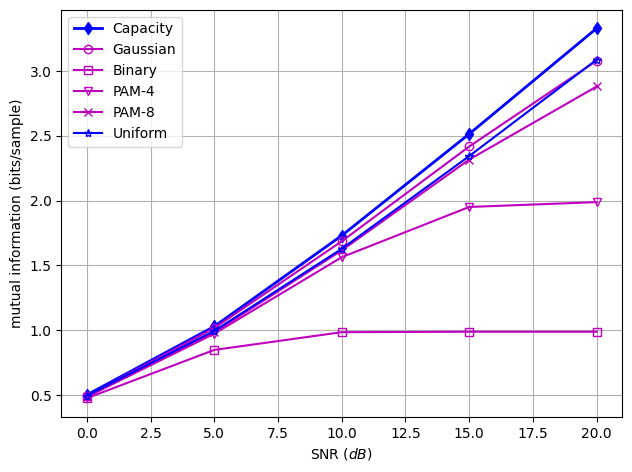 Capacity
Gaussian
Binary
PAM-4
PAM-8
Uniform
mutual information (bits/sample)
3.0
2.5
2.0
1.5
1.0
0.5
0.0 2.5 5.0 7.5 10.0 12.5 15.0 17.5 20.0
SNR (dB)